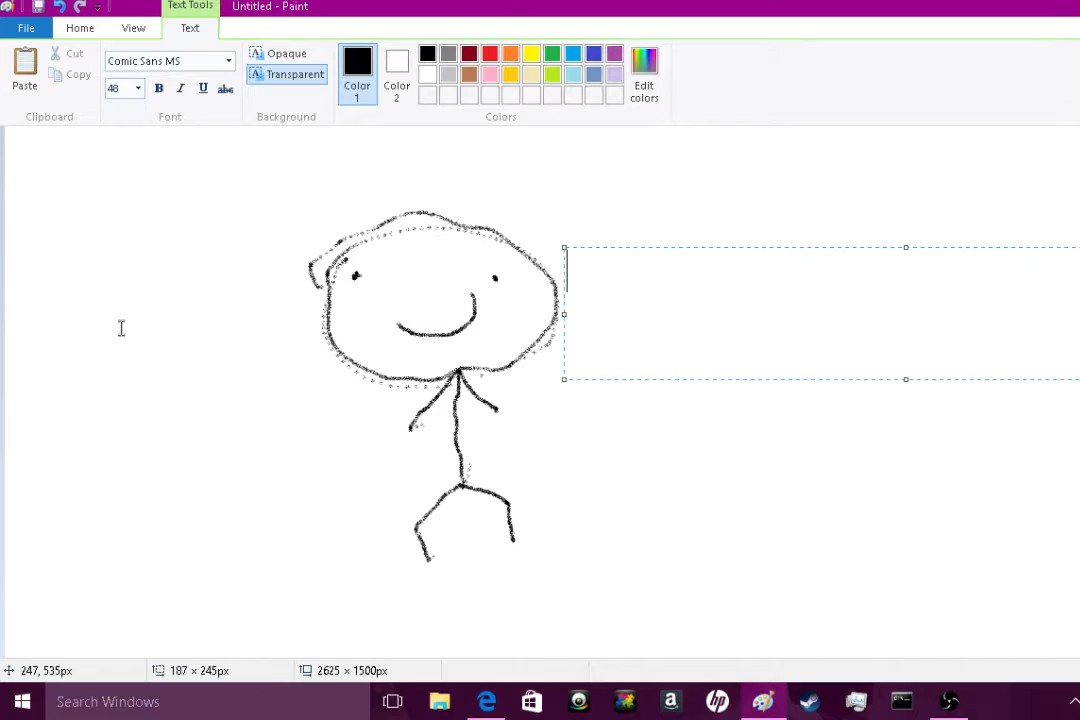 Text Tools
Untitled - Paint
File Home View Text
Paste
Cut
Copy
Clipboard
Comic Sans MS
48 B I U abc
Font
A Opaque
A Transparent
Background
Color 1
Color 2
Edit colors
Colors
247, 535px
187 × 245px
2625 × 1500px
Search Windows
a
hp